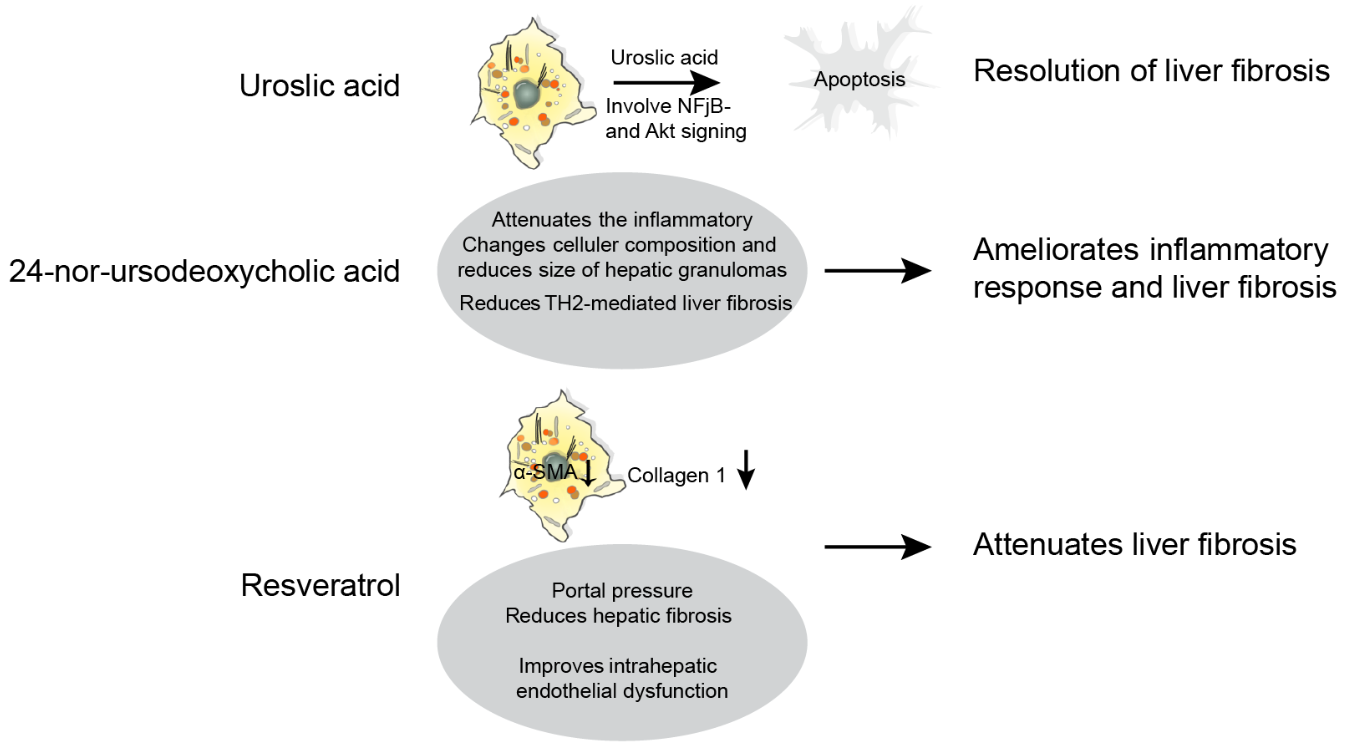 Uroslic acid
Uroslic acid
Involve NFjB-
and Akt signing
Apoptosis
Resolution of liver fibrosis
24-nor-ursodeoxycholic acid
Attenuates the inflammatory
Changes celluler composition and
reduces size of hepatic granulomas
Reduces TH2-mediated liver fibrosis
Ameliorates inflammatory
response and liver fibrosis
Resveratrol
α-SMA
Collagen 1
Portal pressure
Reduces hepatic fibrosis
Improves intrahepatic
endothelial dysfunction
Attenuates liver fibrosis